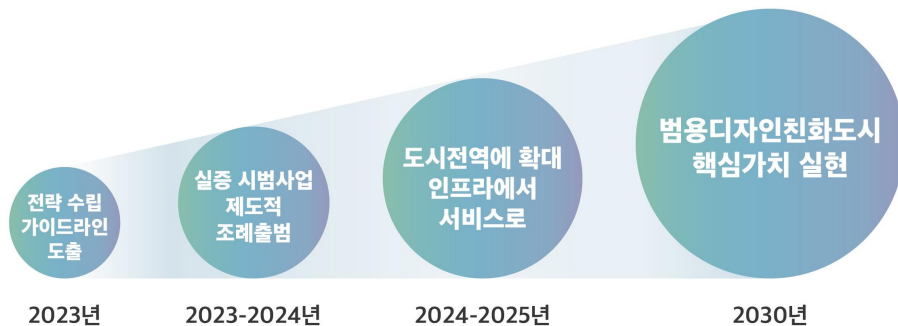 전략 수립
가이드라인
도출
실증 시범사업
제도적
조례출범
도시전역에 확대
인프라에서
서비스로
범용디자인친화도시
핵심가치 실현
2023년
2023-2024년
2024-2025년
2030년